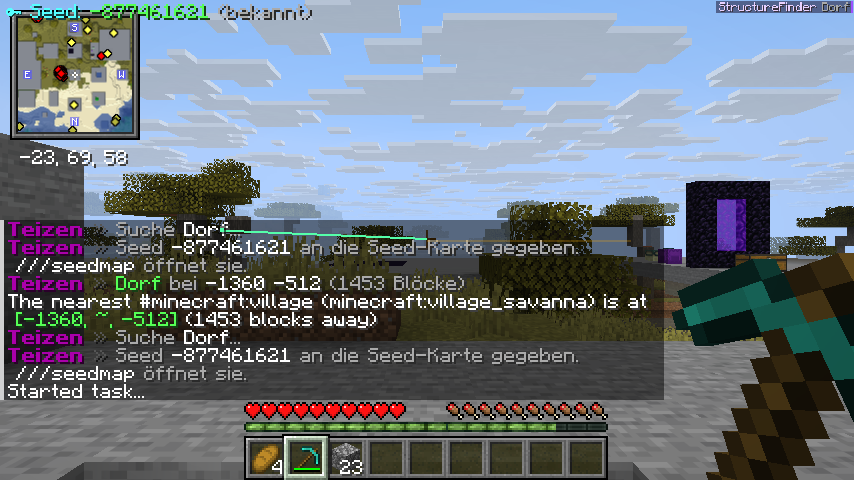 Seed: -877461621 (bekannt)
StructureFinder Dorf
S
E W
N
-23, 69, 58
Teizen » Suche Dorf...
Teizen » Seed -877461621 an die Seed-Karte gegeben.
///seedmap öffnet sie.
Teizen » Dorf bei -1360 -512 (1453 Blöcke)
The nearest #minecraft:village (minecraft:village_savanna) is at
[-1360, ~, -512] (1453 blocks away)
Teizen » Suche Dorf...
Teizen » Seed -877461621 an die Seed-Karte gegeben.
///seedmap öffnet sie.
Started task...
4
23